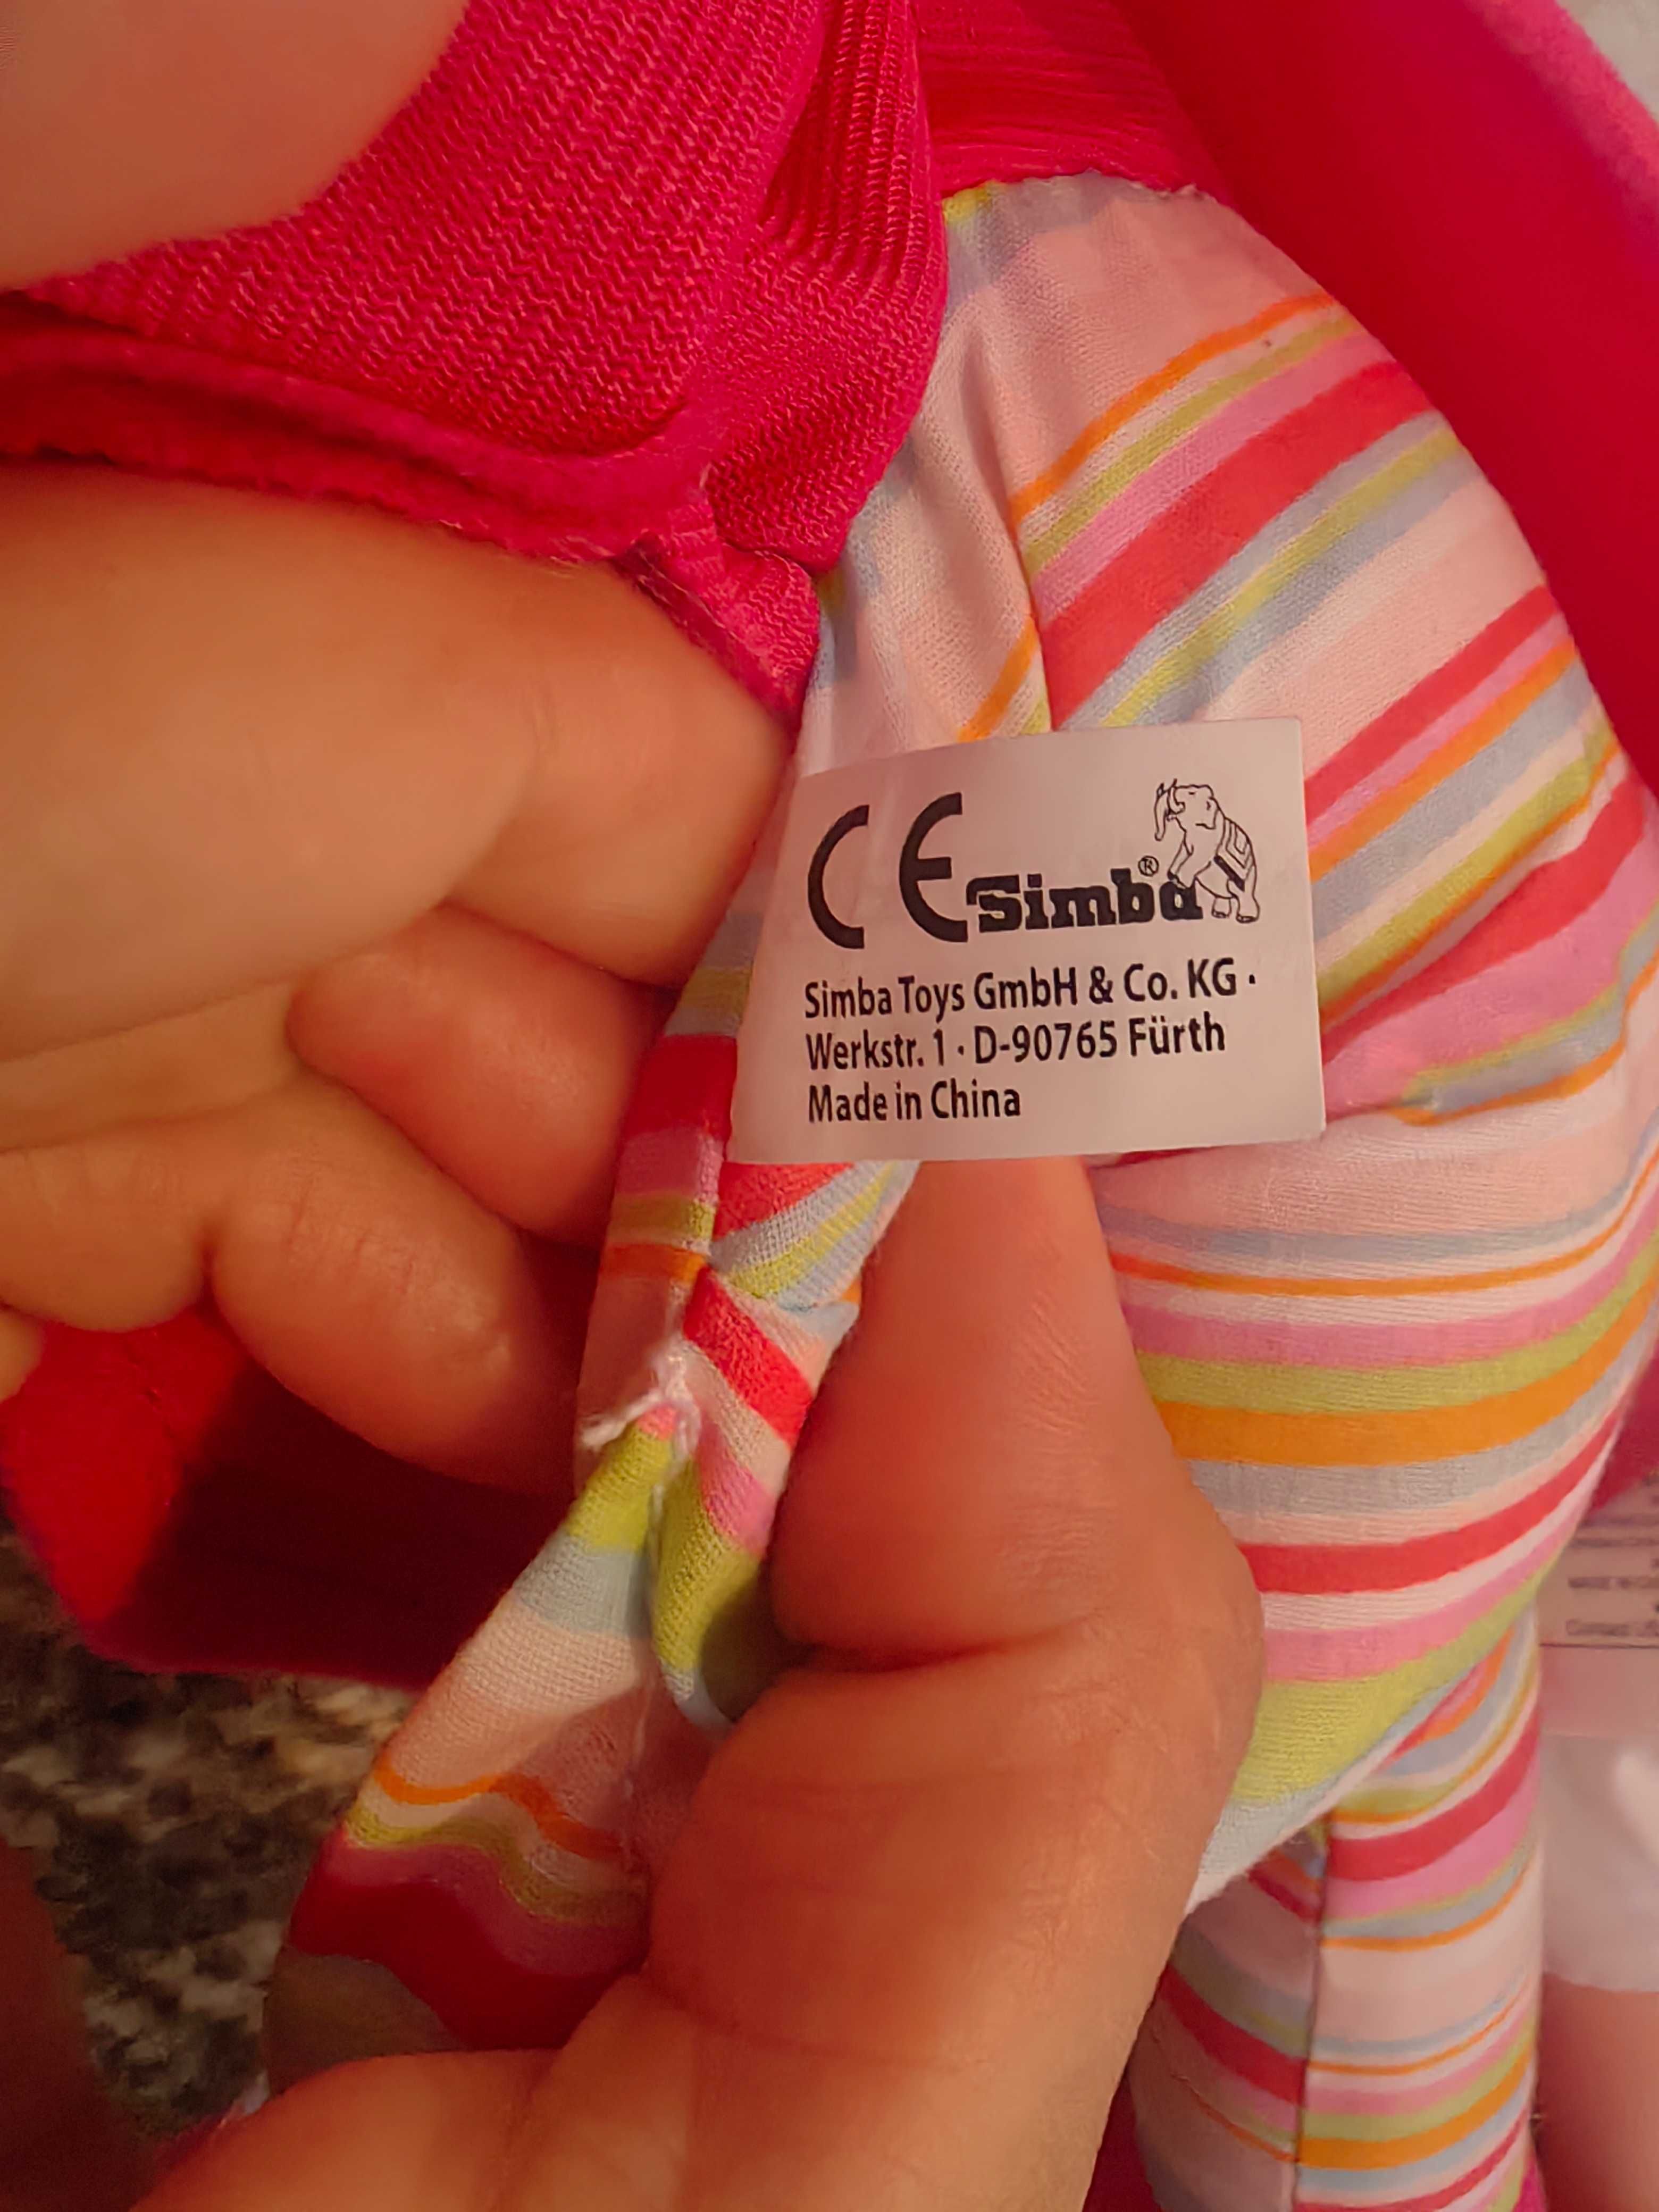 CE Simba®
Simba Toys GmbH & Co. KG ·
Werkstr. 1 · D-90765 Fürth
Made in China